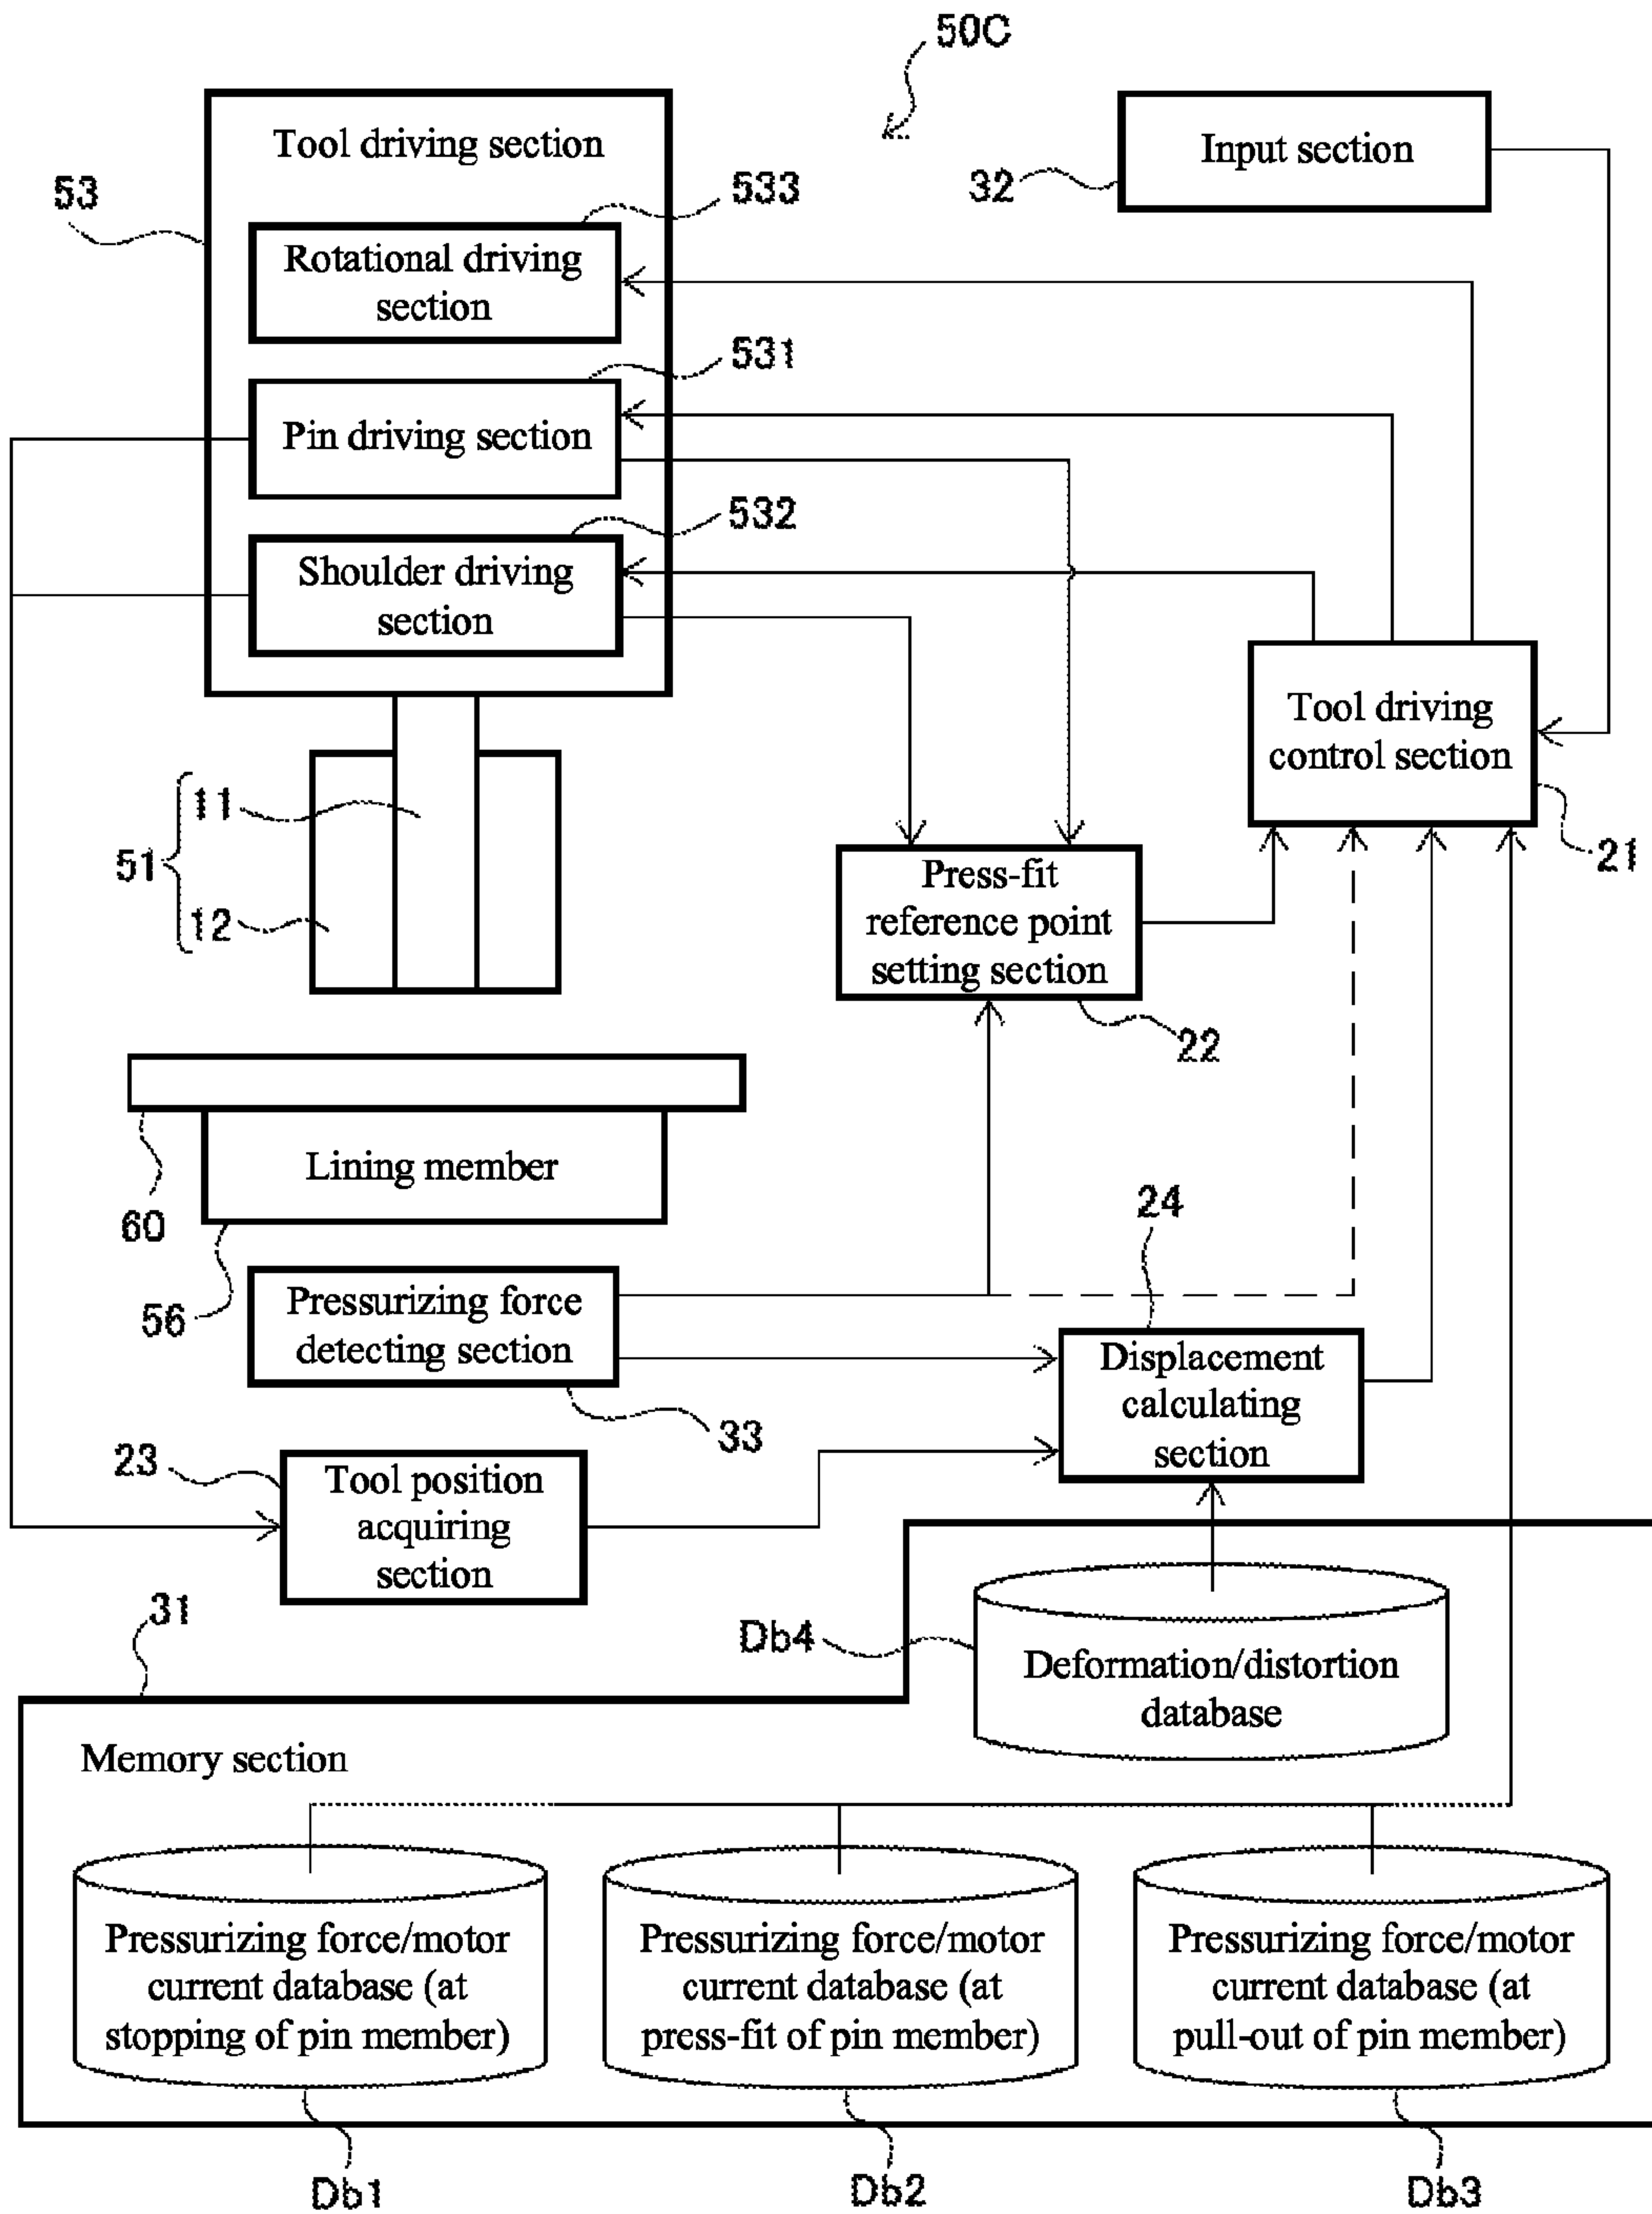 50C
Tool driving section
Input section
32
53
533
Rotational driving
section
531
Pin driving section
532
Shoulder driving
section
Tool driving
control section
21
11
51
12
Press-fit
reference point
setting section
22
Lining member
60
56
24
Pressurizing force
detecting section
33
Displacement
calculating
section
23
Tool position
acquiring
section
31
Db4
Deformation/distortion
database
Memory section
Pressurizing force/motor
current database (at
stopping of pin member)
Pressurizing force/motor
current database (at
press-fit of pin member)
Pressurizing force/motor
current database (at
pull-out of pin member)
Db1
Db2
Db3